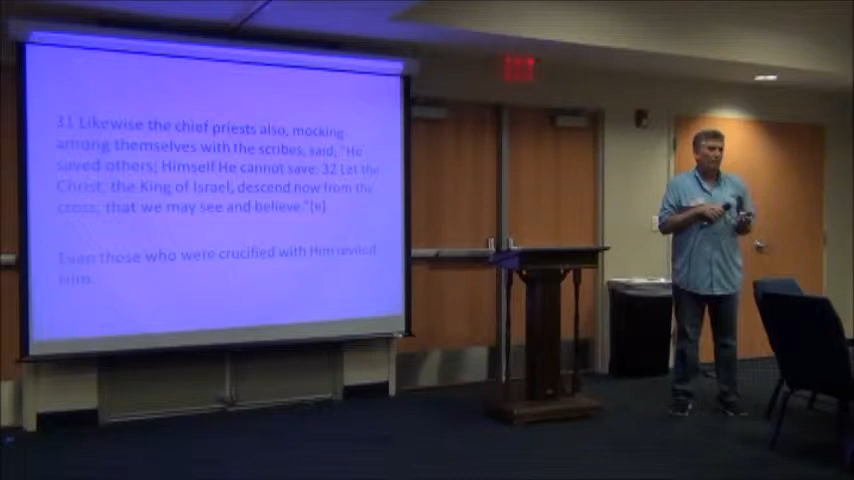 31 Likewise the chief priests also, mocking
among themselves with the scribes, said, "He
saved others; Himself He cannot save. 32 Let the
Christ, the King of Israel, descend now from the
cross, that we may see and believe."[e]
Even those who were crucified with Him reviled
Him.
EXIT